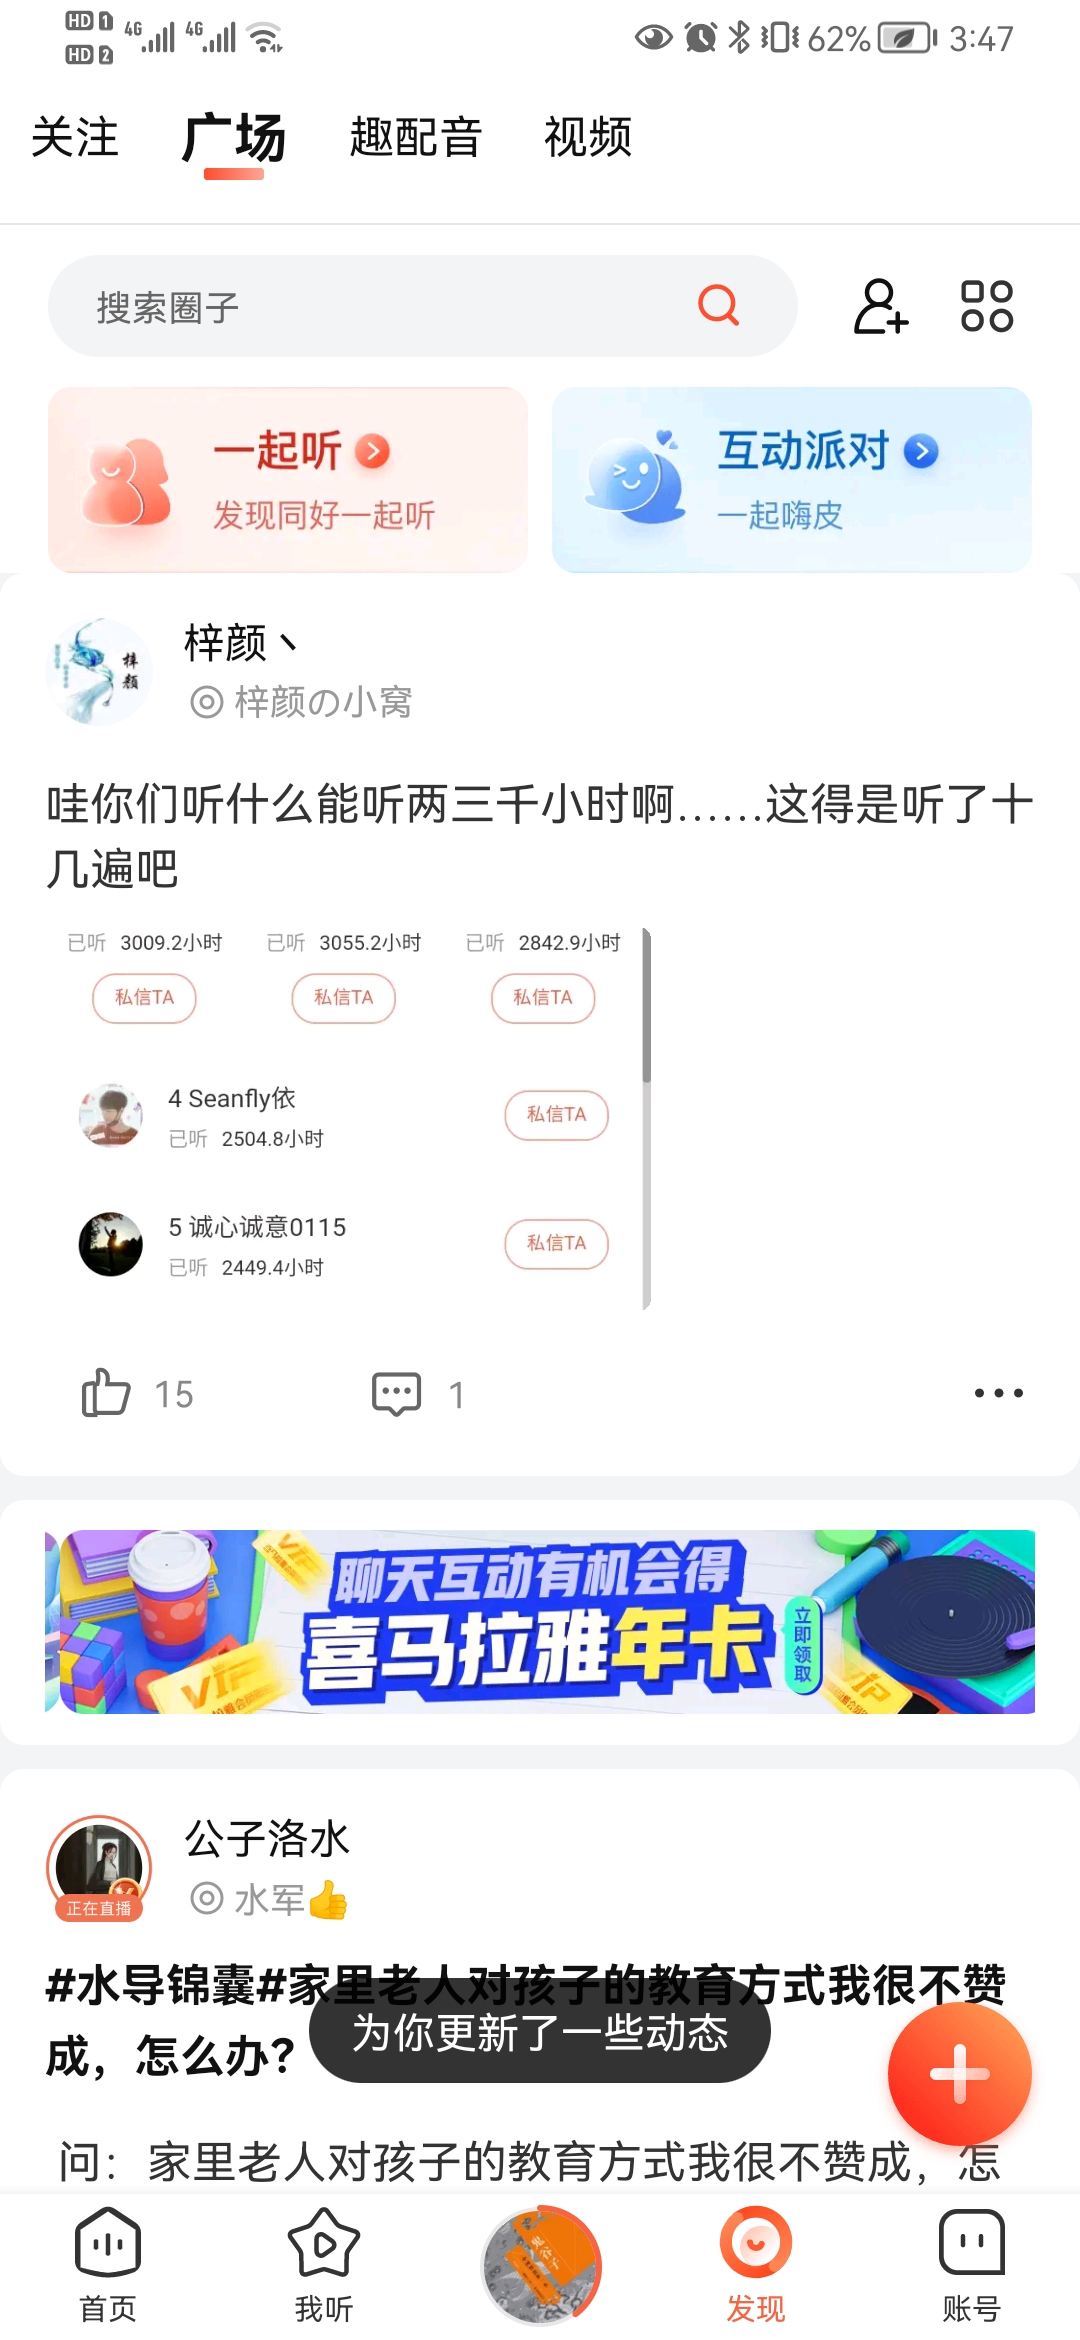 HD 1 4G 4G 62% 3:47
HD 2
关注 广场 趣配音 视频
搜索圈子
一起听 互动派对
发现同好一起听 一起嗨皮
梓颜丶
梓颜の小窝
哇你们听什么能听两三千小时啊……这得是听了十
几遍吧
已听 3009.2小时 已听 3055.2小时 已听 2842.9小时
私信TA 私信TA 私信TA
4 Seanfly依
已听 2504.8小时
私信TA
5 诚心诚意0115
已听 2449.4小时
私信TA
15 1
聊天互动有机会得
喜马拉雅年卡
立即领取
VIP
VIP
VIP
公子洛水
正在直播
水军👍
#水导锦囊#家里老人对孩子的教育方式我很不赞
成，怎么办?
为你更新了一些动态
问：家里老人对孩子的教育方式我很不赞成，怎
首页 我听 发现 账号